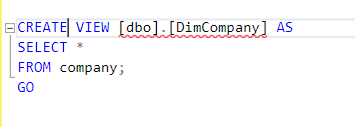 CREATE VIEW [dbo].[DimCompany] AS
SELECT *
FROM company;
GO